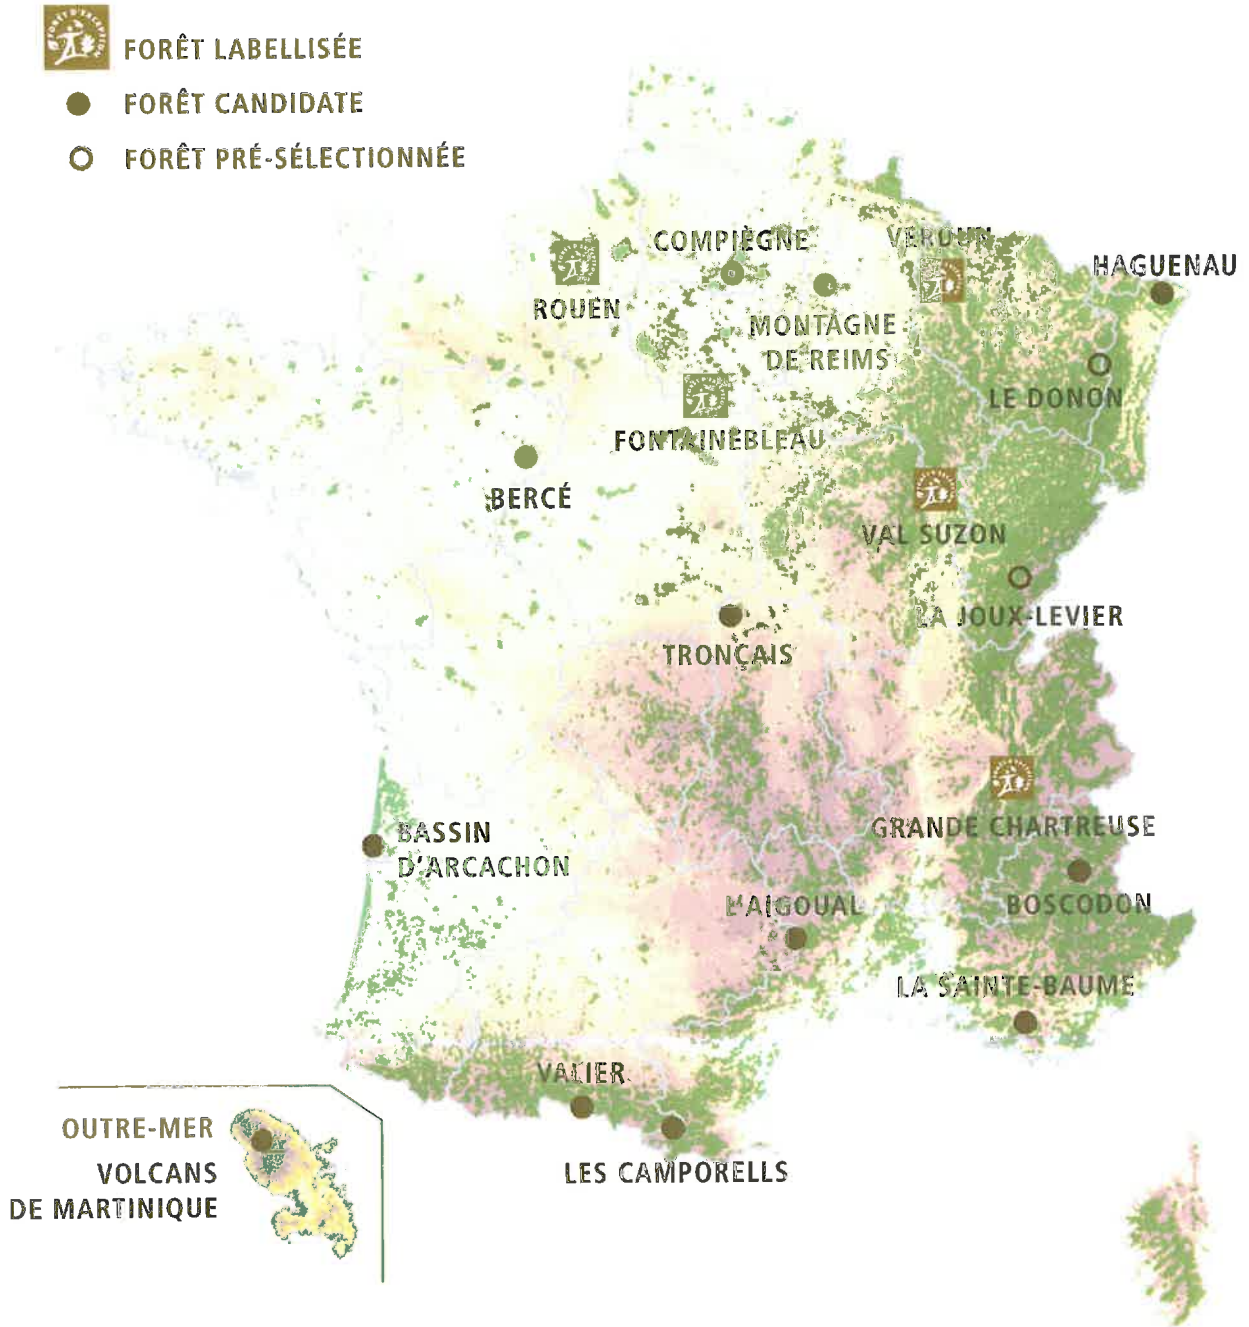 FORÊT D'EXCEPTION
FORÊT LABELLISÉE
FORÊT CANDIDATE
FORÊT PRÉ-SÉLECTIONNÉE
COMPIÈGNE
VERDUN
HAGUENAU
ROUEN
MONTAGNE
DE REIMS
LE DONON
FONTAINEBLEAU
BERCÉ
VAL SUZON
LA JOUX-LEVIER
TRONÇAIS
GRANDE CHARTREUSE
BASSIN
D'ARCACHON
BOSCODON
L'AIGOUAL
LA SAINTE-BAUME
VALIER
LES CAMPORELLS
OUTRE-MER
VOLCANS
DE MARTINIQUE